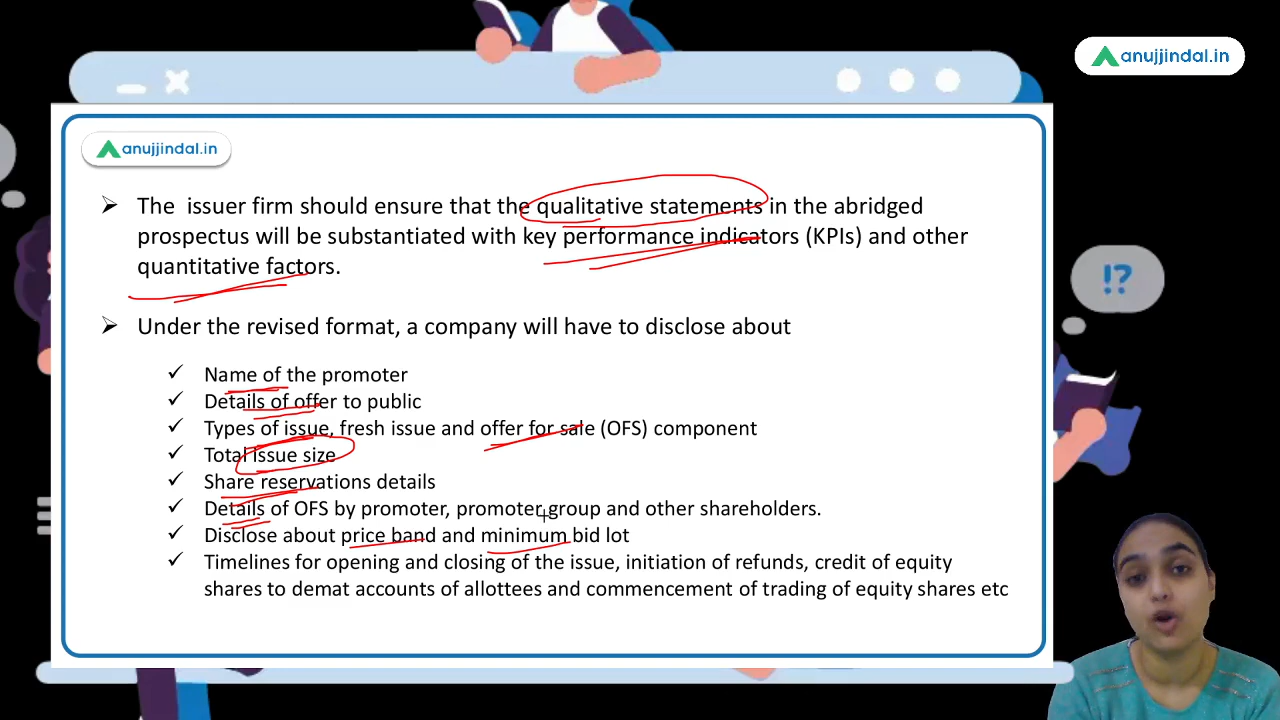 anujjindal.in
anujjindal.in
The issuer firm should ensure that the qualitative statements in the abridged
prospectus will be substantiated with key performance indicators (KPIs) and other
quantitative factors.
!?
Under the revised format, a company will have to disclose about
Name of the promoter
Details of offer to public
Types of issue, fresh issue and offer for sale (OFS) component
Total issue size
Share reservations details
Details of OFS by promoter, promoter group and other shareholders.
Disclose about price band and minimum bid lot
Timelines for opening and closing of the issue, initiation of refunds, credit of equity
shares to demat accounts of allottees and commencement of trading of equity shares etc